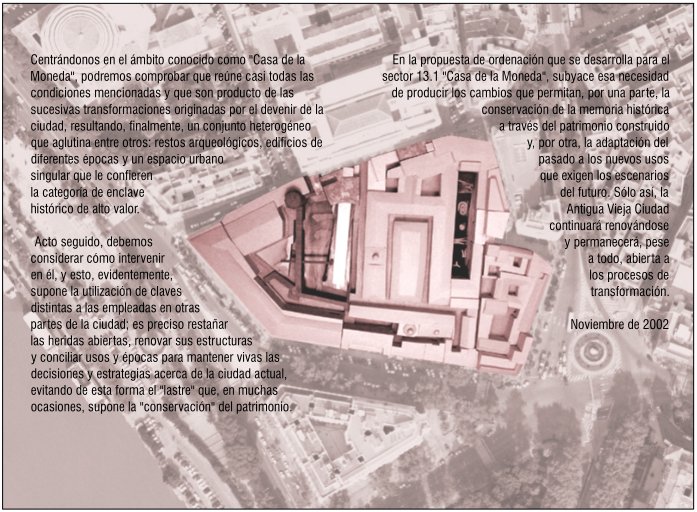 Centrándonos en el ámbito conocido como "Casa de la
Moneda", podremos comprobar que reúne casi todas las
condiciones mencionadas y que son producto de las
sucesivas transformaciones originadas por el devenir de la
ciudad, resultando, finalmente, un conjunto heterogéneo
que aglutina entre otros: restos arqueológicos, edificios de
diferentes épocas y un espacio urbano
singular que le confieren
la categoría de enclave
histórico de alto valor.
Acto seguido, debemos
considerar cómo intervenir
en él, y esto, evidentemente,
supone la utilización de claves
distintas a las empleadas en otras
partes de la ciudad; es preciso restañar
las heridas abiertas, renovar sus estructuras
y conciliar usos y épocas para mantener vivas las
decisiones y estrategias acerca de la ciudad actual,
evitando de esta forma el "lastre" que, en muchas
ocasiones, supone la "conservación" del patrimonio.
En la propuesta de ordenación que se desarrolla para el
sector 13.1 "Casa de la Moneda", subyace esa necesidad
de producir los cambios que permitan, por una parte, la
conservación de la memoria histórica
a través del patrimonio construido
y, por otra, la adaptación del
pasado a los nuevos usos
que exigen los escenarios
del futuro. Sólo así, la
Antigua Vieja Ciudad
continuará renovándose
y permanecerá, pese
a todo, abierta a
los procesos de
transformación.
Noviembre de 2002